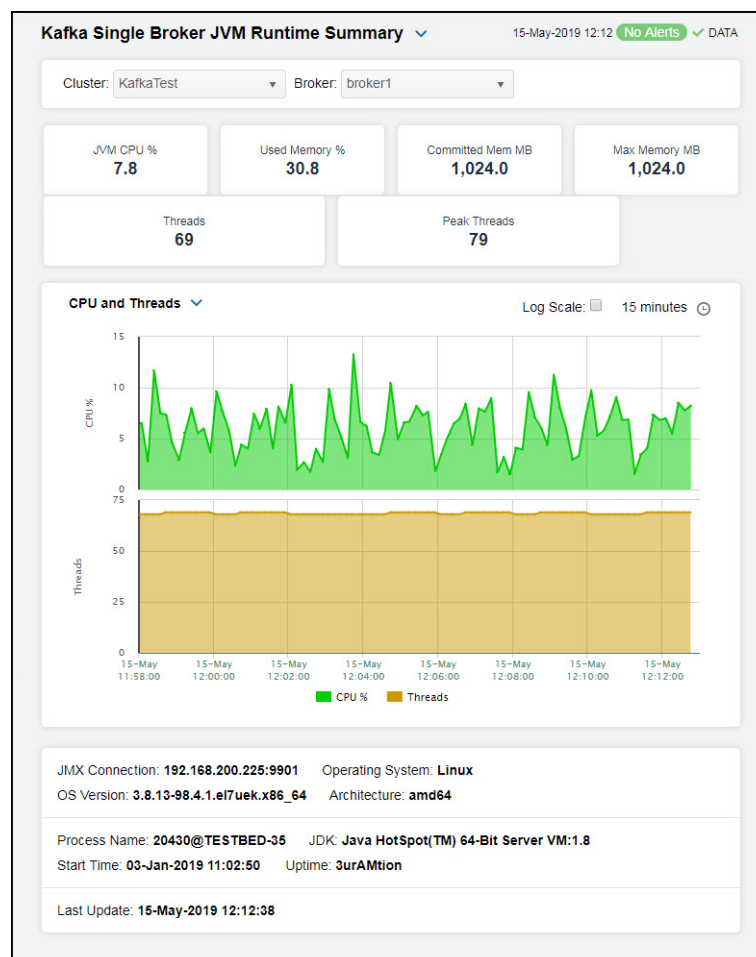 Kafka Single Broker JVM Runtime Summary 15-May-2019 12:12 No Alerts DATA
Cluster: KafkaTest Broker: broker1
JVM CPU % Used Memory % Committed Mem MB Max Memory MB
7.8 30.8 1,024.0 1,024.0
Threads Peak Threads
69 79
CPU and Threads Log Scale: 15 minutes
15
10
CPU %
5
0
75
50
Threads
25
0
15-May 15-May 15-May 15-May 15-May 15-May 15-May 15-May
11:58:00 12:00:00 12:02:00 12:04:00 12:06:00 12:08:00 12:10:00 12:12:00
CPU % Threads
JMX Connection: 192.168.200.225:9901 Operating System: Linux
OS Version: 3.8.13-98.4.1.el7uek.x86_64 Architecture: amd64
Process Name: 20430@TESTBED-35 JDK: Java HotSpot(TM) 64-Bit Server VM:1.8
Start Time: 03-Jan-2019 11:02:50 Uptime: 3urAMtion
Last Update: 15-May-2019 12:12:38